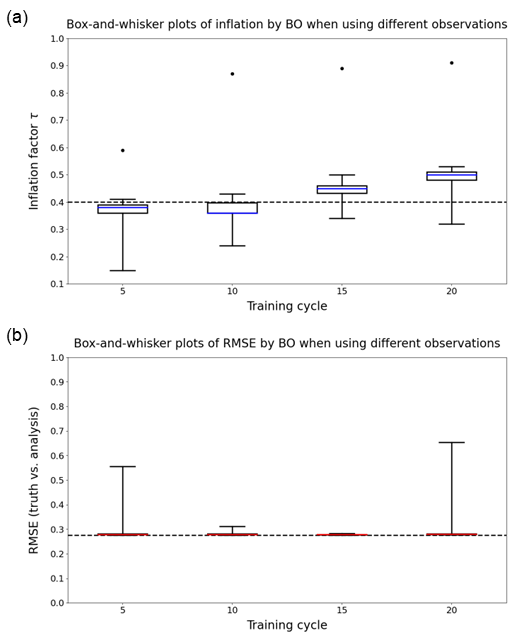 (a)
Box-and-whisker plots of inflation by BO when using different observations
1.0
0.9
0.8
0.7
0.6
0.5
0.4
0.3
0.2
0.1
Inflation factor τ
5 10 15 20
Training cycle
(b)
Box-and-whisker plots of RMSE by BO when using different observations
1.0
0.9
0.8
0.7
0.6
0.5
0.4
0.3
0.2
0.1
0.0
RMSE (truth vs. analysis)
5 10 15 20
Training cycle